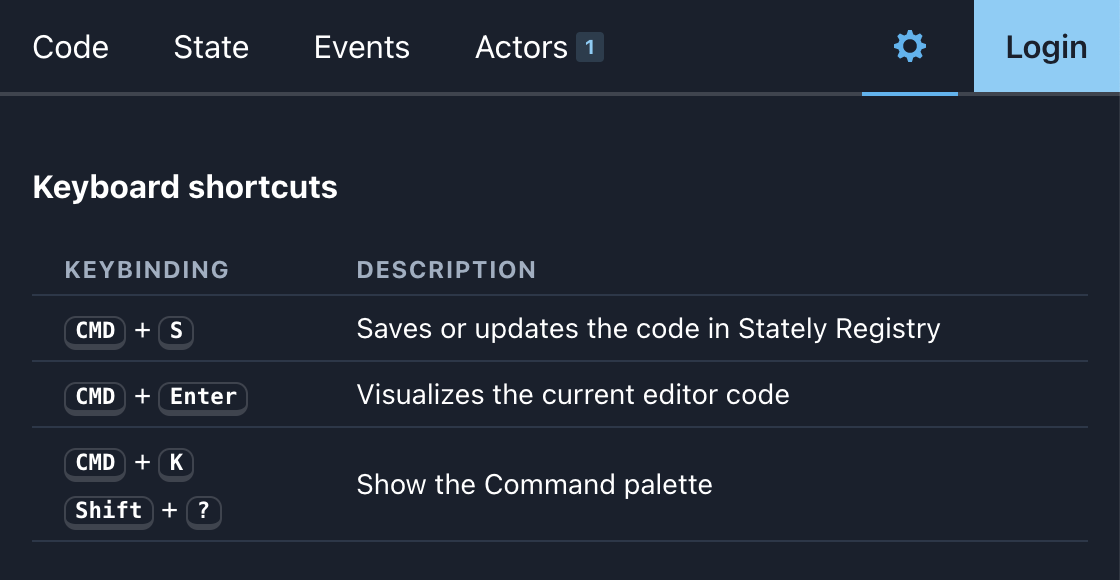 Code State Events Actors 1 Login
Keyboard shortcuts
KEYBINDING DESCRIPTION
CMD + S Saves or updates the code in Stately Registry
CMD + Enter Visualizes the current editor code
CMD + K
Shift + ? Show the Command palette